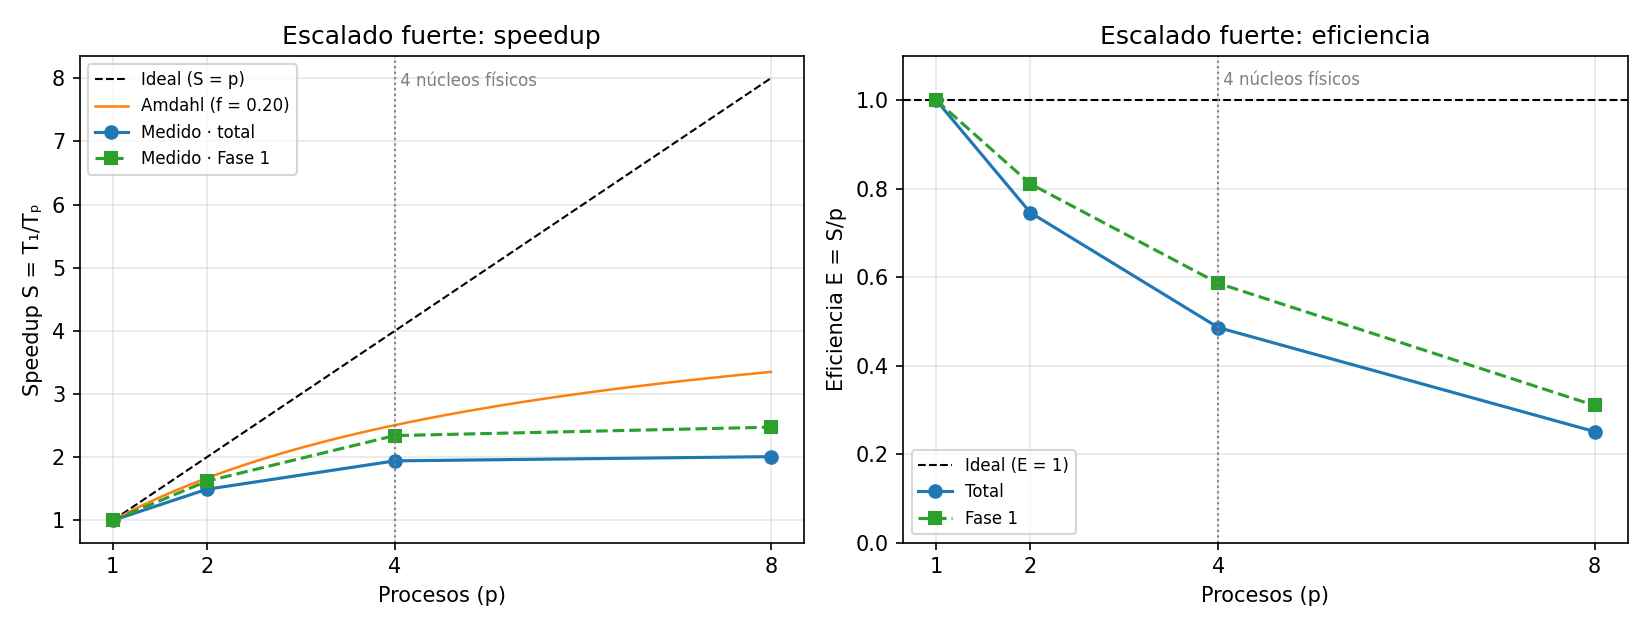 Escalado fuerte: speedup
Ideal (S = p)
Amdahl (f = 0.20)
Medido · total
Medido · Fase 1
4 núcleos físicos
Speedup S = T₁/Tₚ
8
7
6
5
4
3
2
1
1 2 4 8
Procesos (p)
Escalado fuerte: eficiencia
4 núcleos físicos
Eficiencia E = S/p
1.0
0.8
0.6
0.4
0.2
0.0
Ideal (E = 1)
Total
Fase 1
1 2 4 8
Procesos (p)